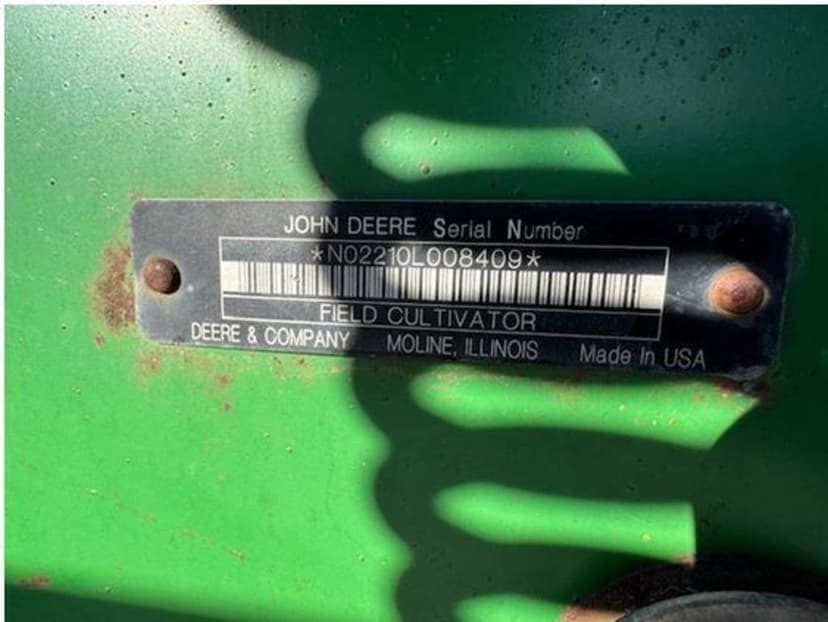 JOHN DEERE Serial Number
*N02210L008409*
FIELD CULTIVATOR
DEERE & COMPANY MOLINE, ILLINOIS Made In USA